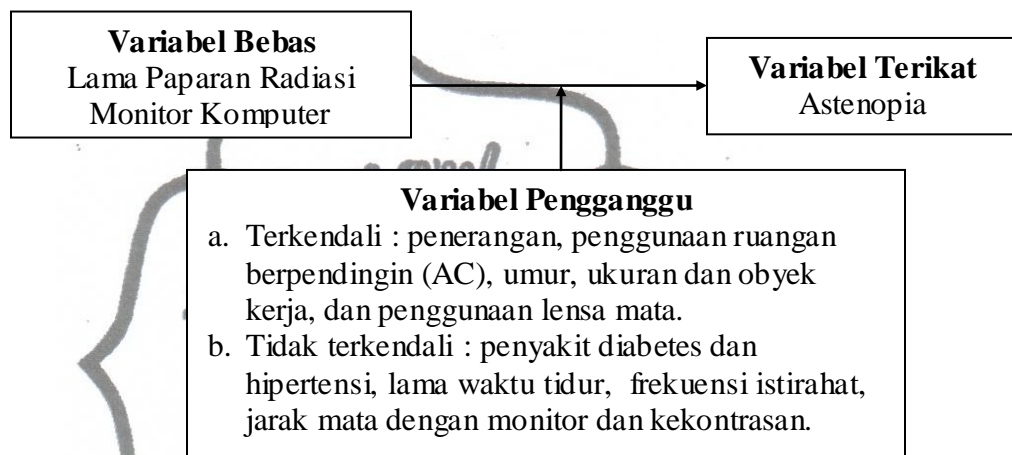 Variabel Bebas
Lama Paparan Radiasi
Monitor Komputer
Variabel Terikat
Astenopia
Variabel Pengganggu
a. Terkendali : penerangan, penggunaan ruangan
berpendingin (AC), umur, ukuran dan obyek
kerja, dan penggunaan lensa mata.
b. Tidak terkendali : penyakit diabetes dan
hipertensi, lama waktu tidur, frekuensi istirahat,
jarak mata dengan monitor dan kekontrasan.